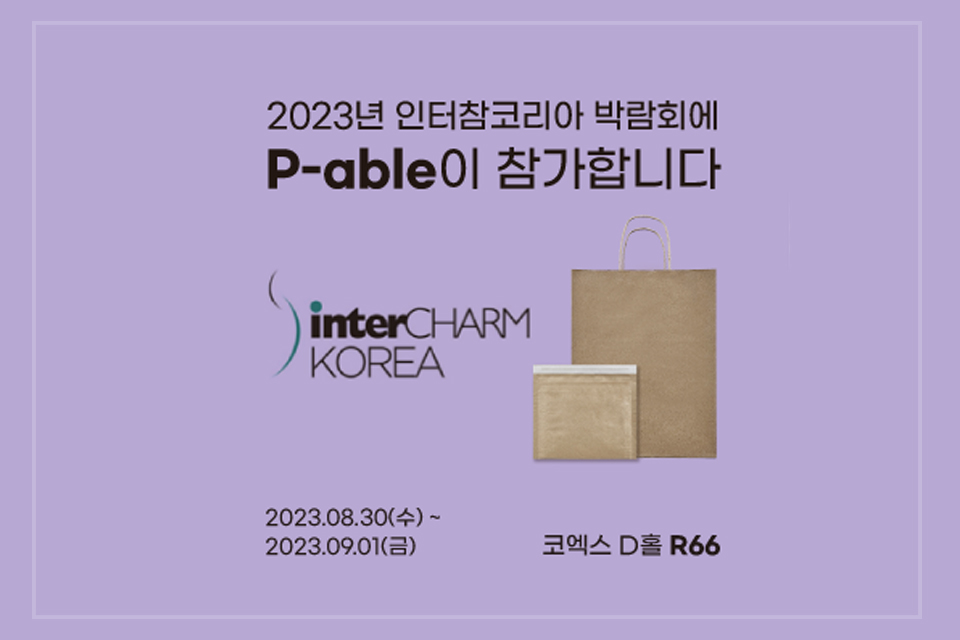 2023년 인터참코리아 박람회에
P-able이 참가합니다
interCHARM
KOREA
2023.08.30(수) ~
2023.09.01(금)
코엑스 D홀 R66